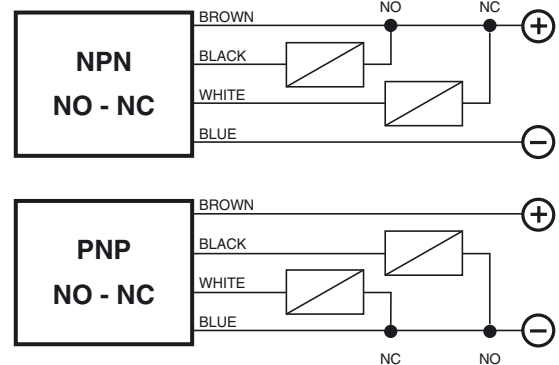 NO NC
BROWN
BLACK
NPN
NO - NC
WHITE
BLUE
BROWN
BLACK
PNP
NO - NC
WHITE
BLUE
NC NO